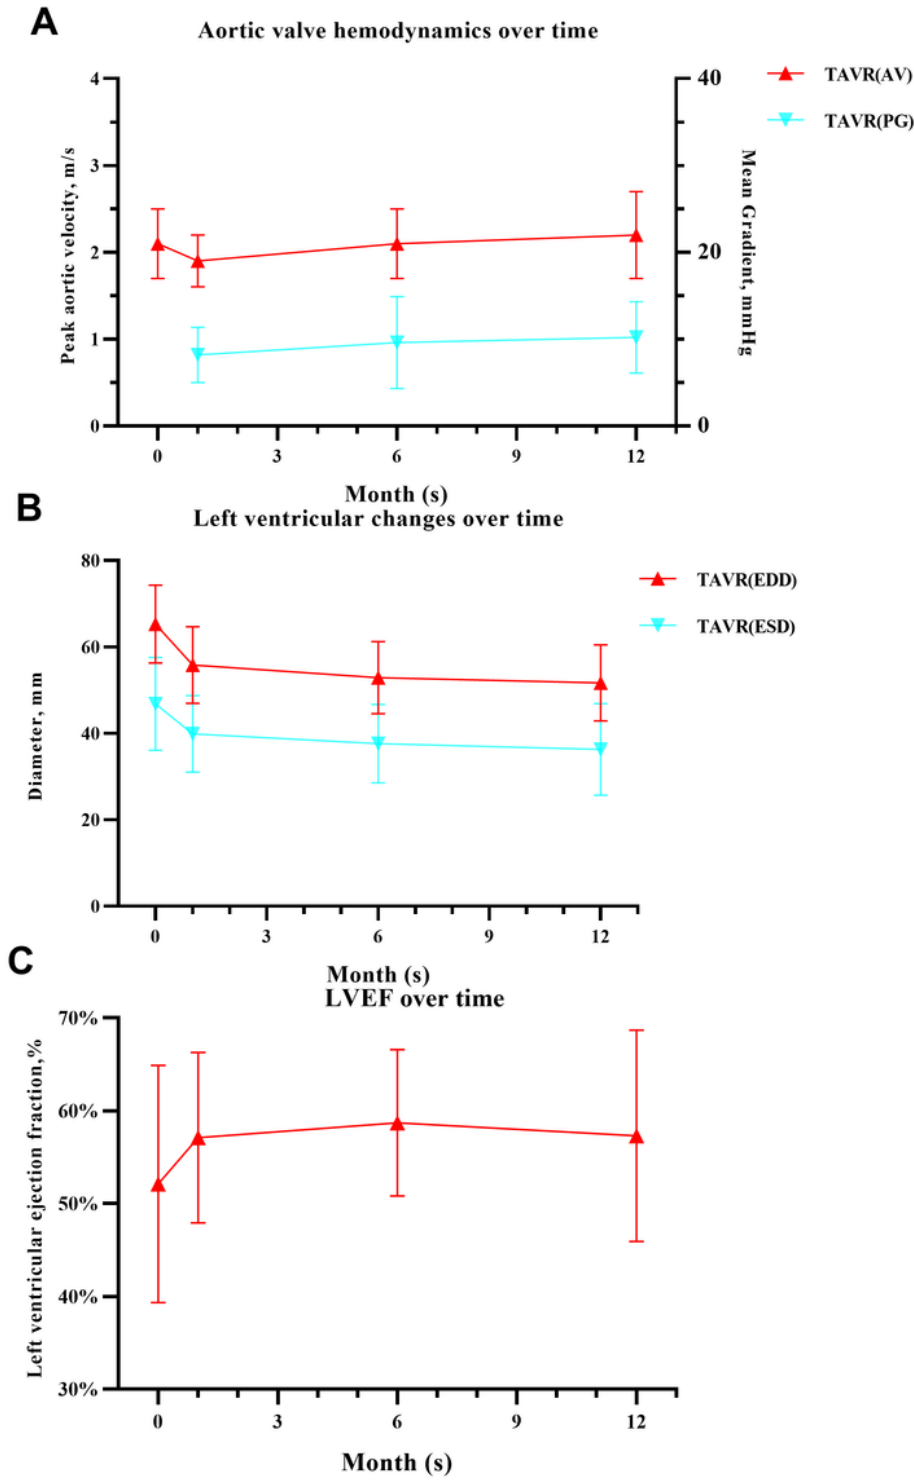 A
Aortic valve hemodynamics over time
TAVR(AV)
TAVR(PG)
Peak aortic velocity, m/s
4
3
2
1
0
Mean Gradient, mmHg
40
20
0
0 3 6 9 12
Month (s)
B
Left ventricular changes over time
TAVR(EDD)
TAVR(ESD)
Diameter, mm
80
60
40
20
0
0 3 6 9 12
Month (s)
C
LVEF over time
Left ventricular ejection fraction,%
70%
60%
50%
40%
30%
0 3 6 9 12
Month (s)